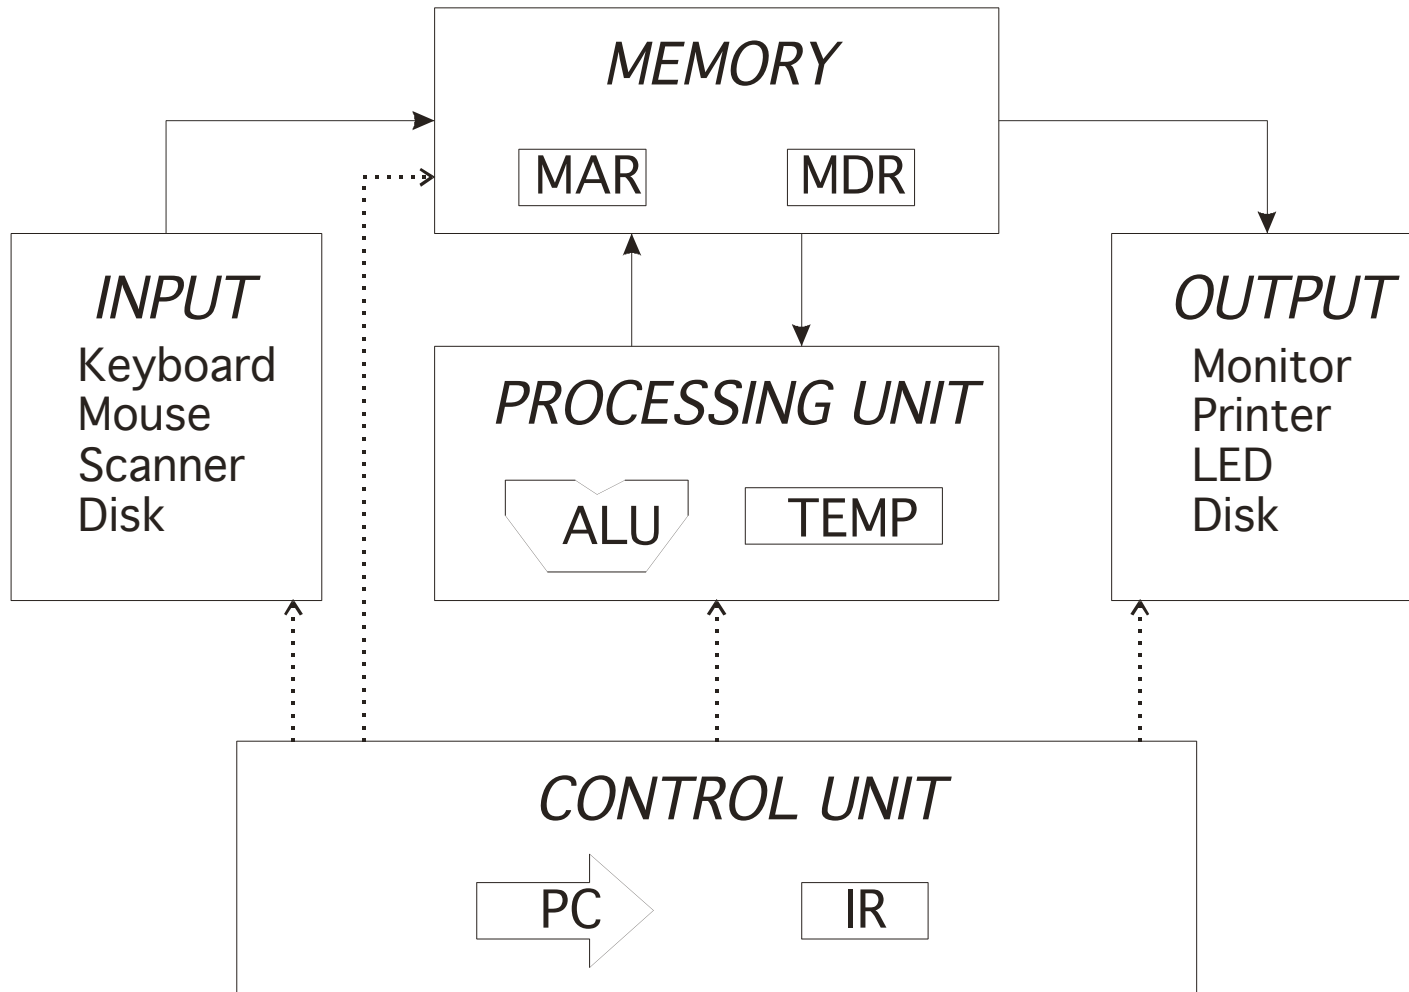 MEMORY
MAR MDR
INPUT
Keyboard
Mouse
Scanner
Disk
PROCESSING UNIT
ALU TEMP
OUTPUT
Monitor
Printer
LED
Disk
CONTROL UNIT
PC IR